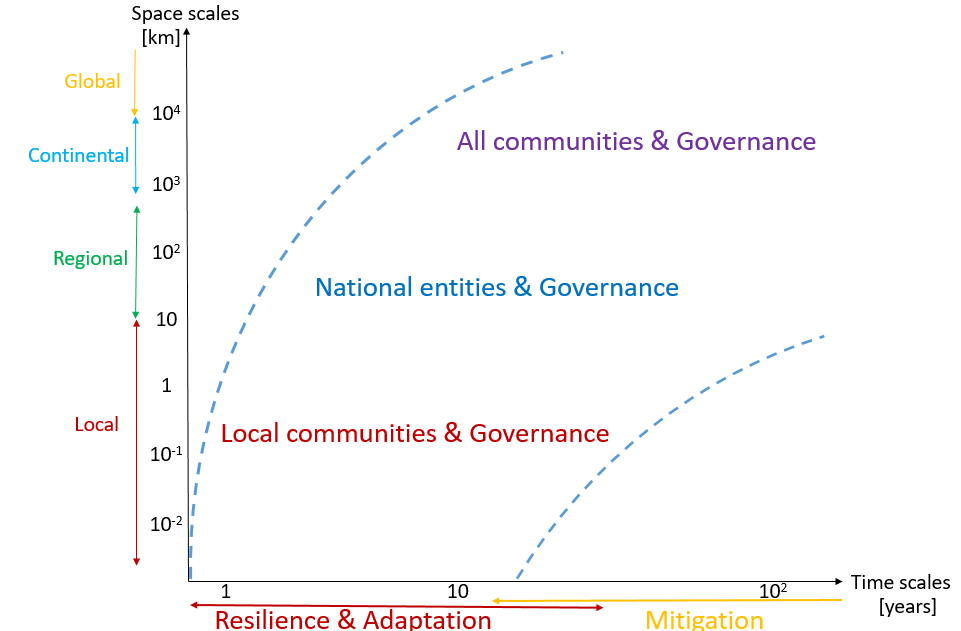 Space scales
[km]
Global
10⁴
All communities & Governance
Continental
10³
10²
Regional
National entities & Governance
10
1
Local
Local communities & Governance
10⁻¹
10⁻²
1
10
10²
Time scales
[years]
Resilience & Adaptation
Mitigation